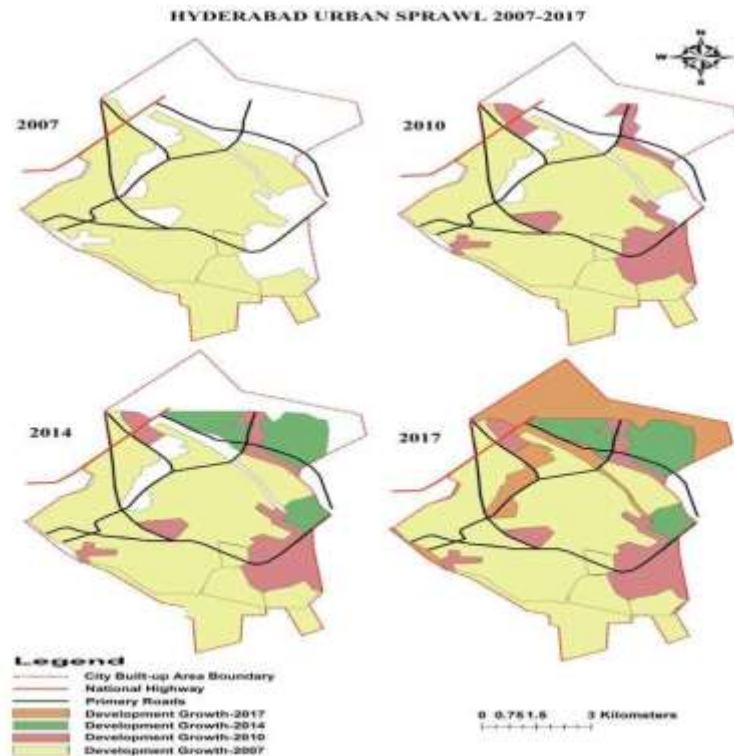 HYDERABAD URBAN SPRAWL 2007-2017
N
W E
S
2007
2010
2014
2017
Legend
City Built-up Area Boundary
National Highway
Primary Roads
Development Growth-2017
Development Growth-2014
Development Growth-2010
Development Growth-2007
0 0.75 1.5 3 Kilometers